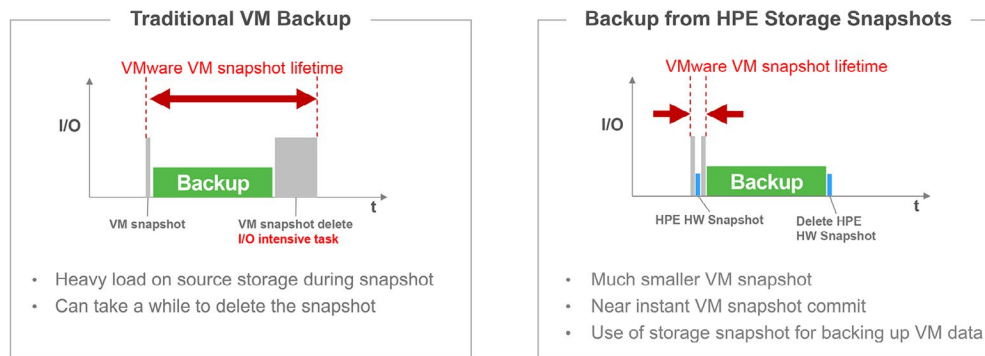 Traditional VM Backup
VMware VM snapshot lifetime
I/O
Backup
t
VM snapshot
VM snapshot delete
I/O intensive task
• Heavy load on source storage during snapshot
• Can take a while to delete the snapshot
Backup from HPE Storage Snapshots
VMware VM snapshot lifetime
I/O
Backup
t
HPE HW Snapshot
Delete HPE
HW Snapshot
• Much smaller VM snapshot
• Near instant VM snapshot commit
• Use of storage snapshot for backing up VM data